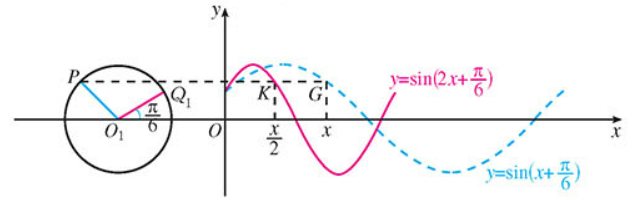 y
P
Q₁
K
G
y=sin(2x+π/6)
π/6
O₁
O
x/2
x
x
y=sin(x+π/6)